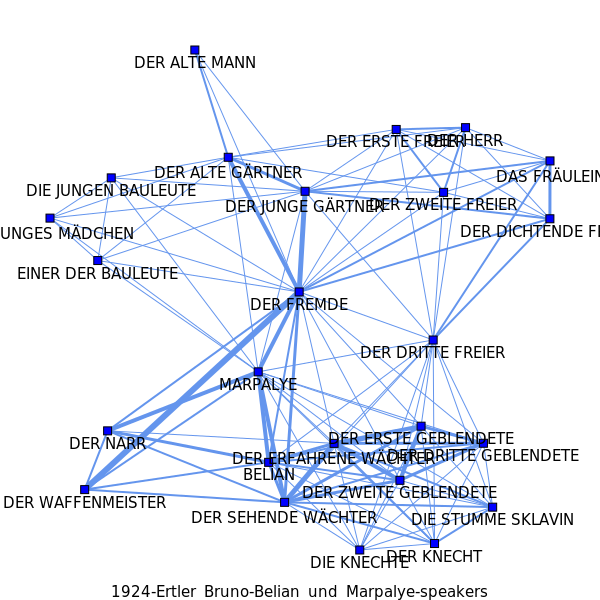 DER ALTE MANN
DER ERSTE FREIER
DER HERR
DER ALTE GÄRTNER
DAS FRÄULEIN
DIE JUNGEN BAULEUTE
DER JUNGE GÄRTNER
DER ZWEITE FREIER
UNGES MÄDCHEN
DER DICHTENDE F
EINER DER BAULEUTE
DER FREMDE
DER DRITTE FREIER
MARPALYE
DER NARR
DER ERSTE GEBLENDETE
DER ERFAHRENE WÄCHTER
DER DRITTE GEBLENDETE
BELIAN
DER ZWEITE GEBLENDETE
DER WAFFENMEISTER
DER SEHENDE WÄCHTER
DIE STUMME SKLAVIN
DIE KNECHTE
DER KNECHT
1924-Ertler Bruno-Belian und Marpalye-speakers